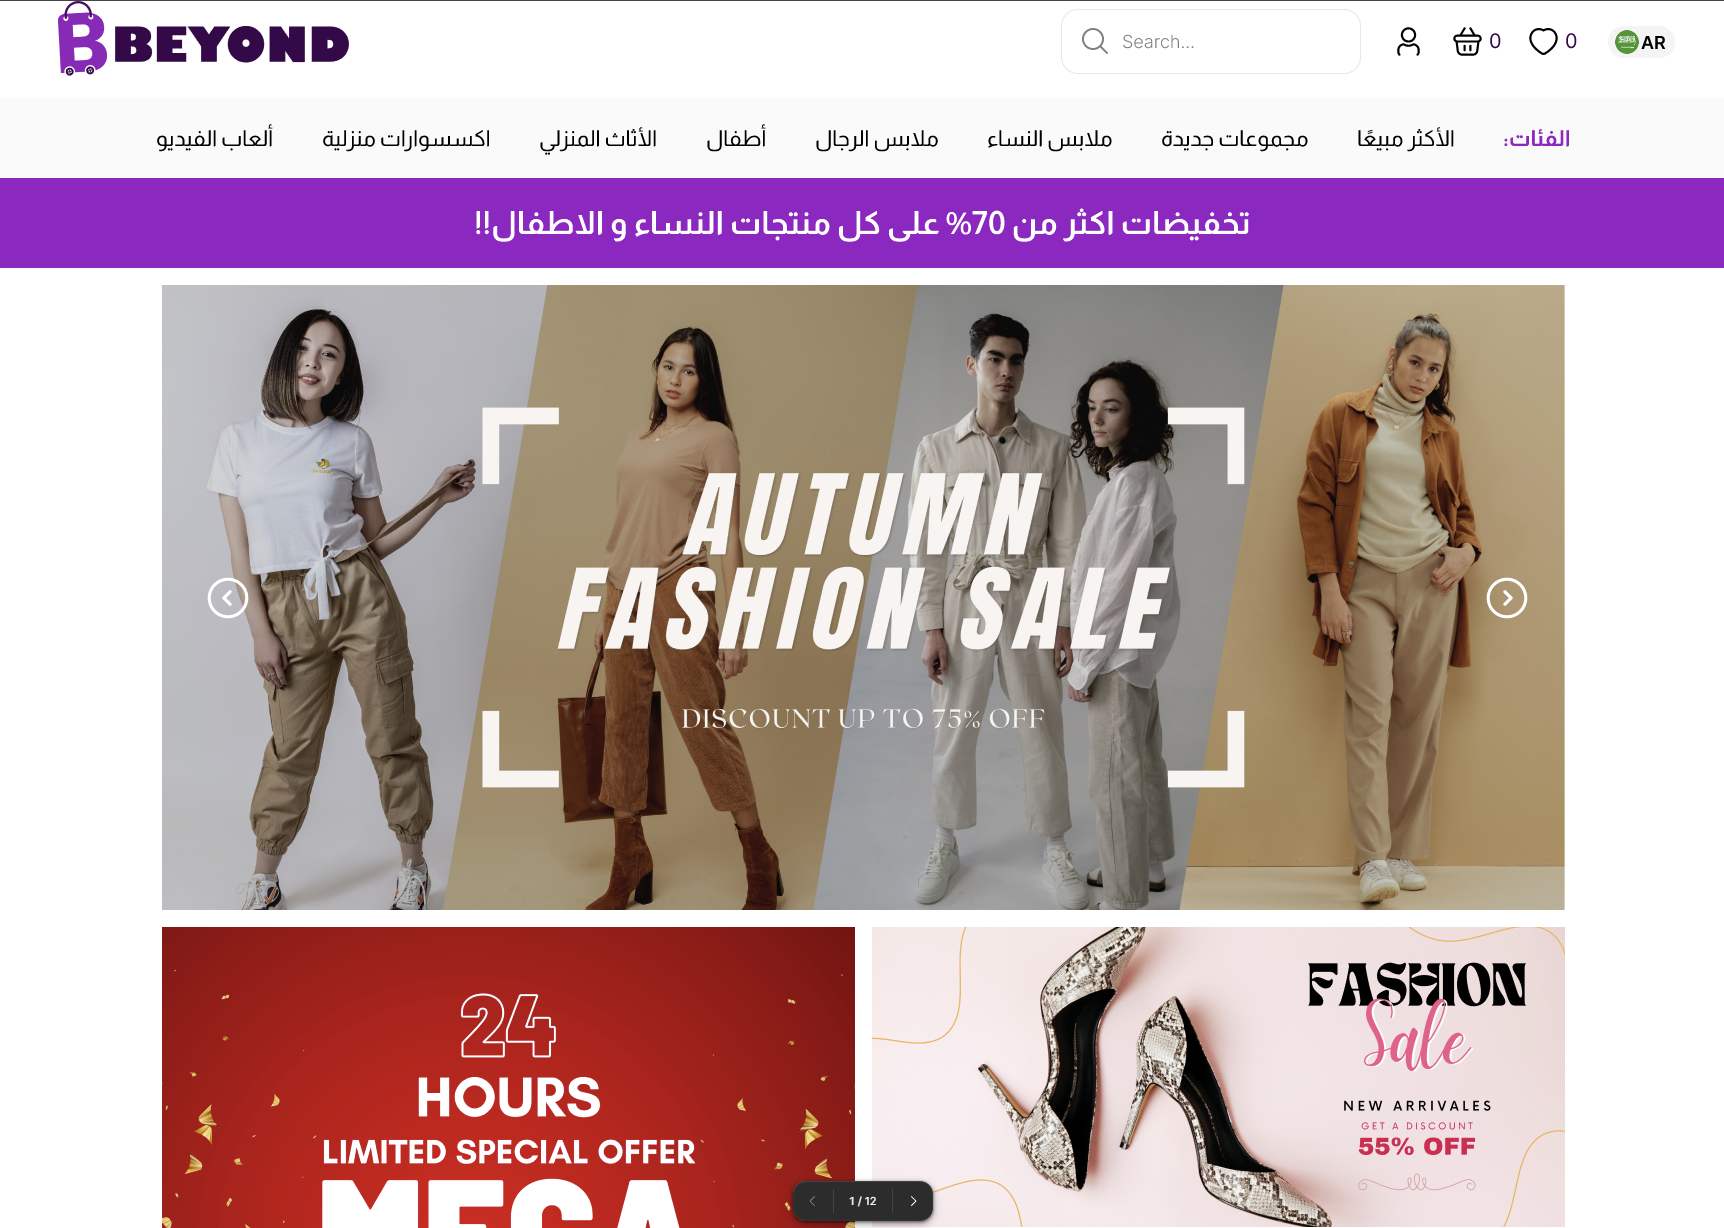 BBEYOND
Search...
0
0
AR
الفئات:
الأكثر مبيعًا
مجموعات جديدة
ملابس النساء
ملابس الرجال
أطفال
الأثاث المنزلي
اكسسوارات منزلية
ألعاب الفيديو
تخفيضات اكثر من 70% على كل منتجات النساء و الاطفال!!
AUTUMN
FASHION SALE
DISCOUNT UP TO 75% OFF
24
HOURS
LIMITED SPECIAL OFFER
MEGA
FASHION
Sale
NEW ARRIVALES
GET A DISCOUNT
55% OFF
1 / 12